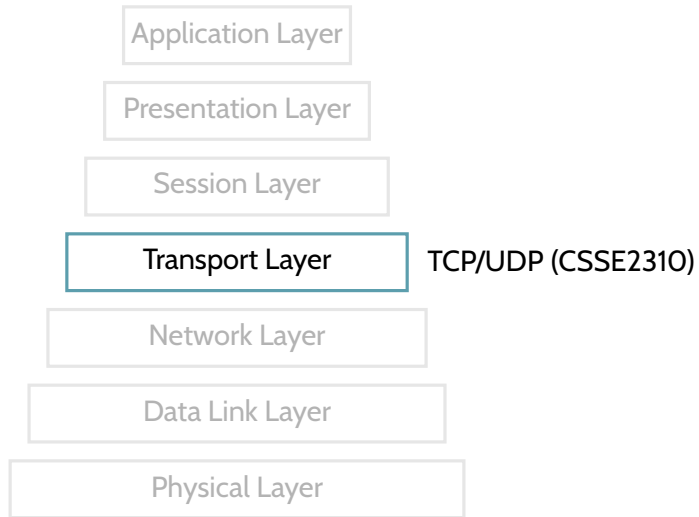 Application Layer
Presentation Layer
Session Layer
Transport Layer TCP/UDP (CSSE2310)
Network Layer
Data Link Layer
Physical Layer